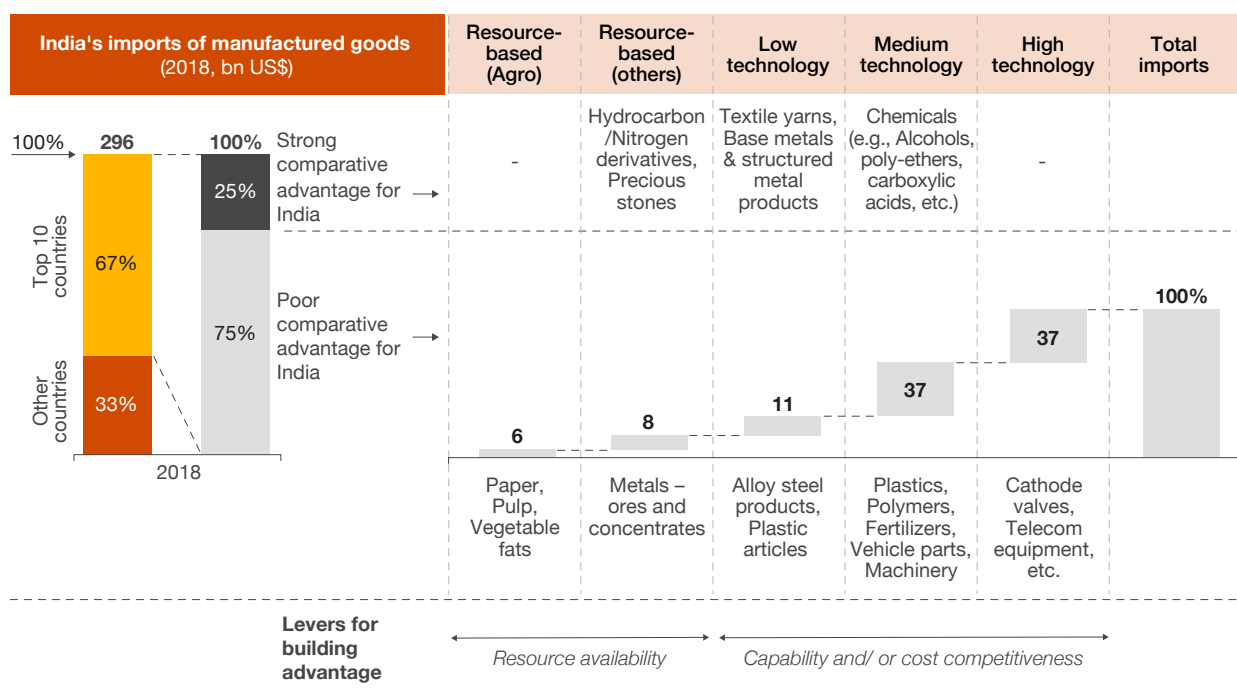 India's imports of manufactured goods
(2018, bn US$)
Resource-
based
(Agro)
Resource-
based
(others)
Low
technology
Medium
technology
High
technology
Total
imports
100%
296
100%
Top 10
countries
67%
Other
countries
33%
25%
75%
2018
Strong
comparative
advantage for
India
-
Hydrocarbon
/Nitrogen
derivatives,
Precious
stones
Textile yarns,
Base metals
& structured
metal
products
Chemicals
(e.g., Alcohols,
poly-ethers,
carboxylic
acids, etc.)
-
Poor
comparative
advantage for
India
6
8
11
37
37
100%
Paper,
Pulp,
Vegetable
fats
Metals –
ores and
concentrates
Alloy steel
products,
Plastic
articles
Plastics,
Polymers,
Fertilizers,
Vehicle parts,
Machinery
Cathode
valves,
Telecom
equipment,
etc.
Levers for
building
advantage
Resource availability
Capability and/ or cost competitiveness